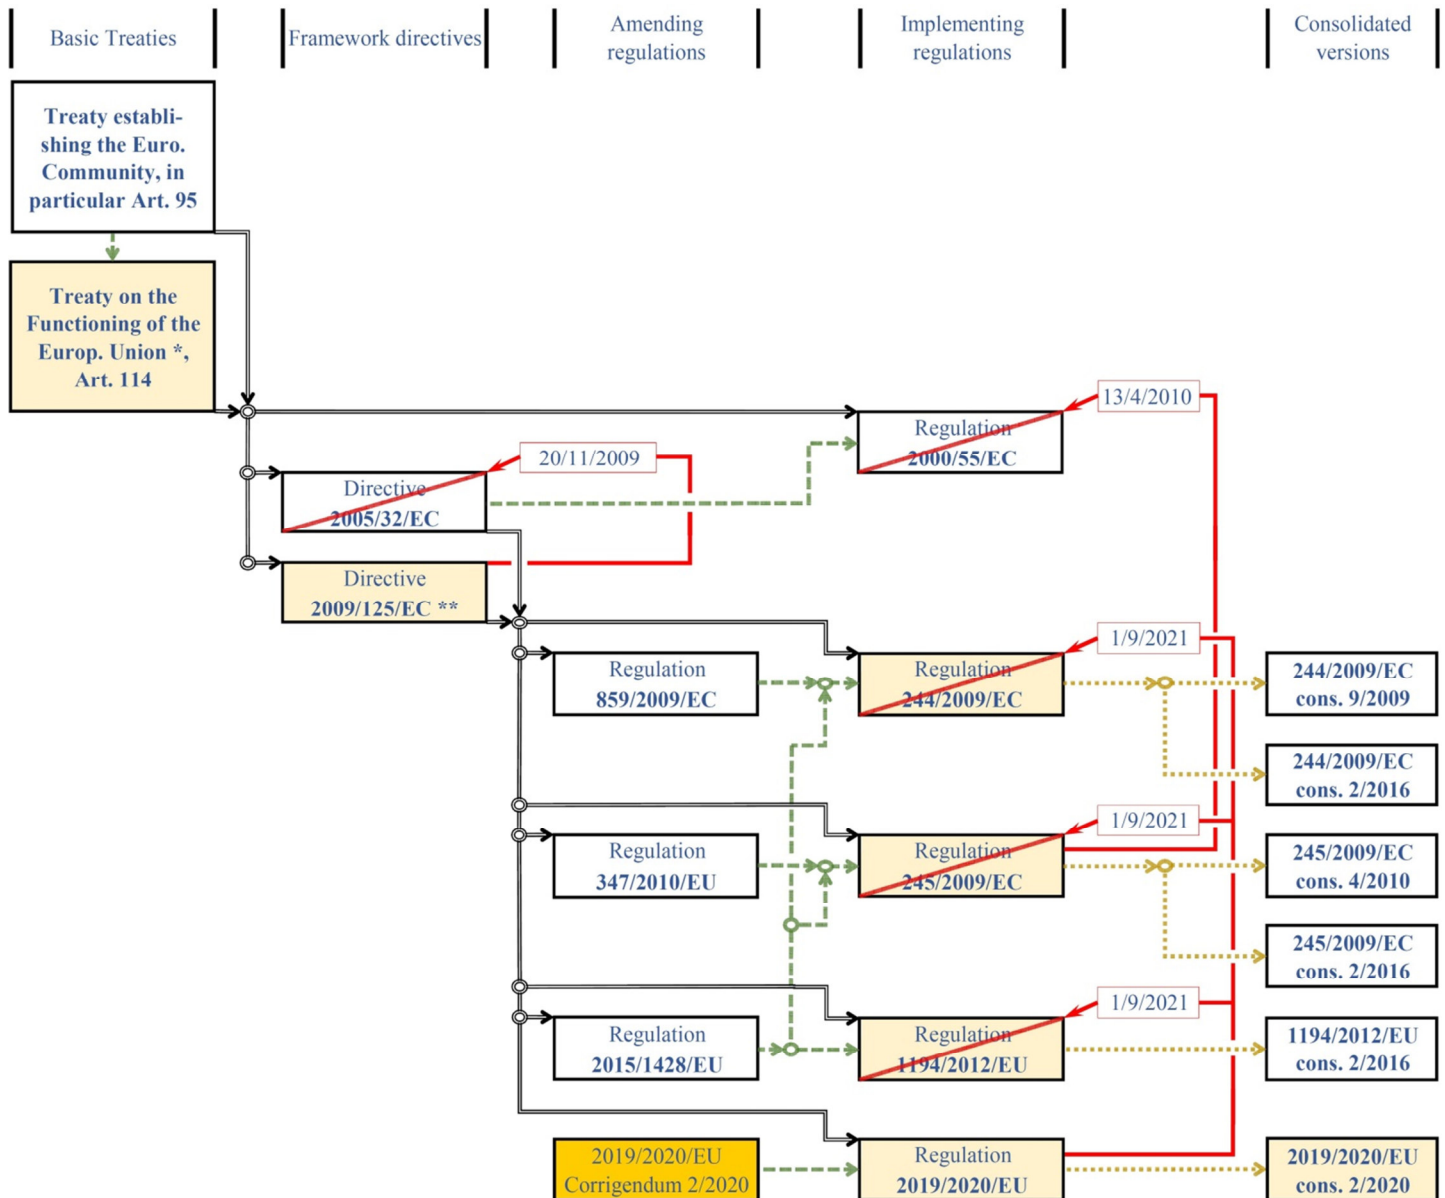 Basic Treaties
Framework directives
Amending
regulations
Implementing
regulations
Consolidated
versions
Treaty establi-
shing the Euro.
Community, in
particular Art. 95
Treaty on the
Functioning of the
Europ. Union *,
Art. 114
13/4/2010
Regulation
2000/55/EC
20/11/2009
Directive
2005/32/EC
Directive
2009/125/EC **
1/9/2021
Regulation
859/2009/EC
Regulation
244/2009/EC
244/2009/EC
cons. 9/2009
244/2009/EC
cons. 2/2016
1/9/2021
Regulation
347/2010/EU
Regulation
245/2009/EC
245/2009/EC
cons. 4/2010
245/2009/EC
cons. 2/2016
1/9/2021
Regulation
2015/1428/EU
Regulation
1194/2012/EU
1194/2012/EU
cons. 2/2016
2019/2020/EU
Corrigendum 2/2020
Regulation
2019/2020/EU
2019/2020/EU
cons. 2/2020